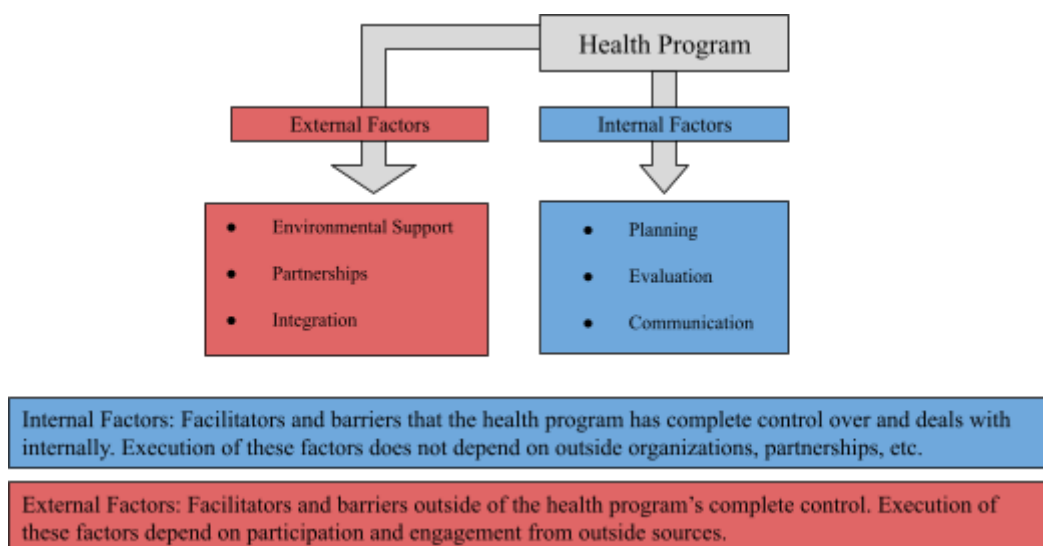 Health Program
External Factors
Internal Factors
● Environmental Support
● Partnerships
● Integration
● Planning
● Evaluation
● Communication
Internal Factors: Facilitators and barriers that the health program has complete control over and deals with
internally. Execution of these factors does not depend on outside organizations, partnerships, etc.
External Factors: Facilitators and barriers outside of the health program’s complete control. Execution of
these factors depend on participation and engagement from outside sources.